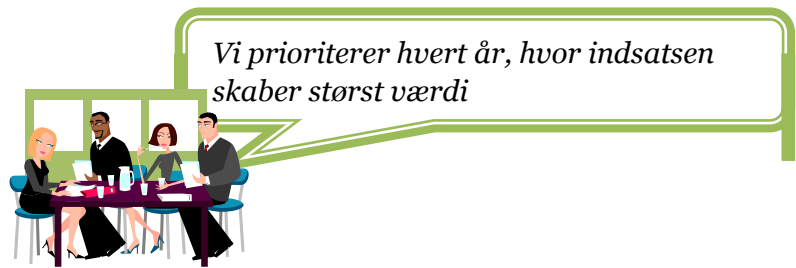 Vi prioriterer hvert år, hvor indsatsen
skaber størst værdi